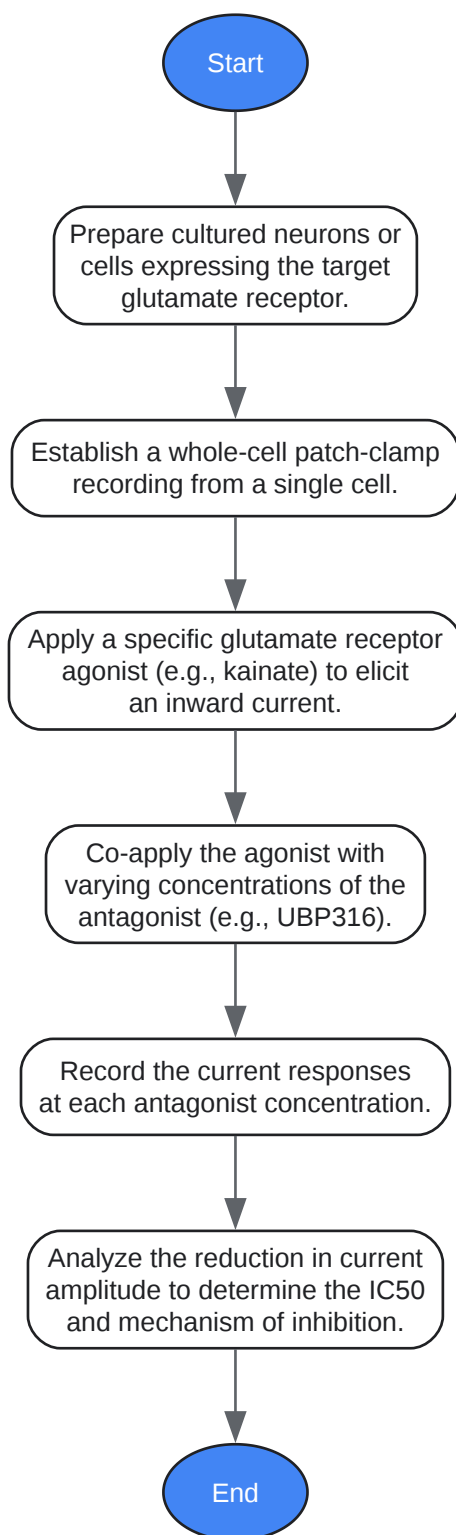 Start
Prepare cultured neurons or
cells expressing the target
glutamate receptor.
Establish a whole-cell patch-clamp
recording from a single cell.
Apply a specific glutamate receptor
agonist (e.g., kainate) to elicit
an inward current.
Co-apply the agonist with
varying concentrations of the
antagonist (e.g., UBP316).
Record the current responses
at each antagonist concentration.
Analyze the reduction in current
amplitude to determine the IC50
and mechanism of inhibition.
End